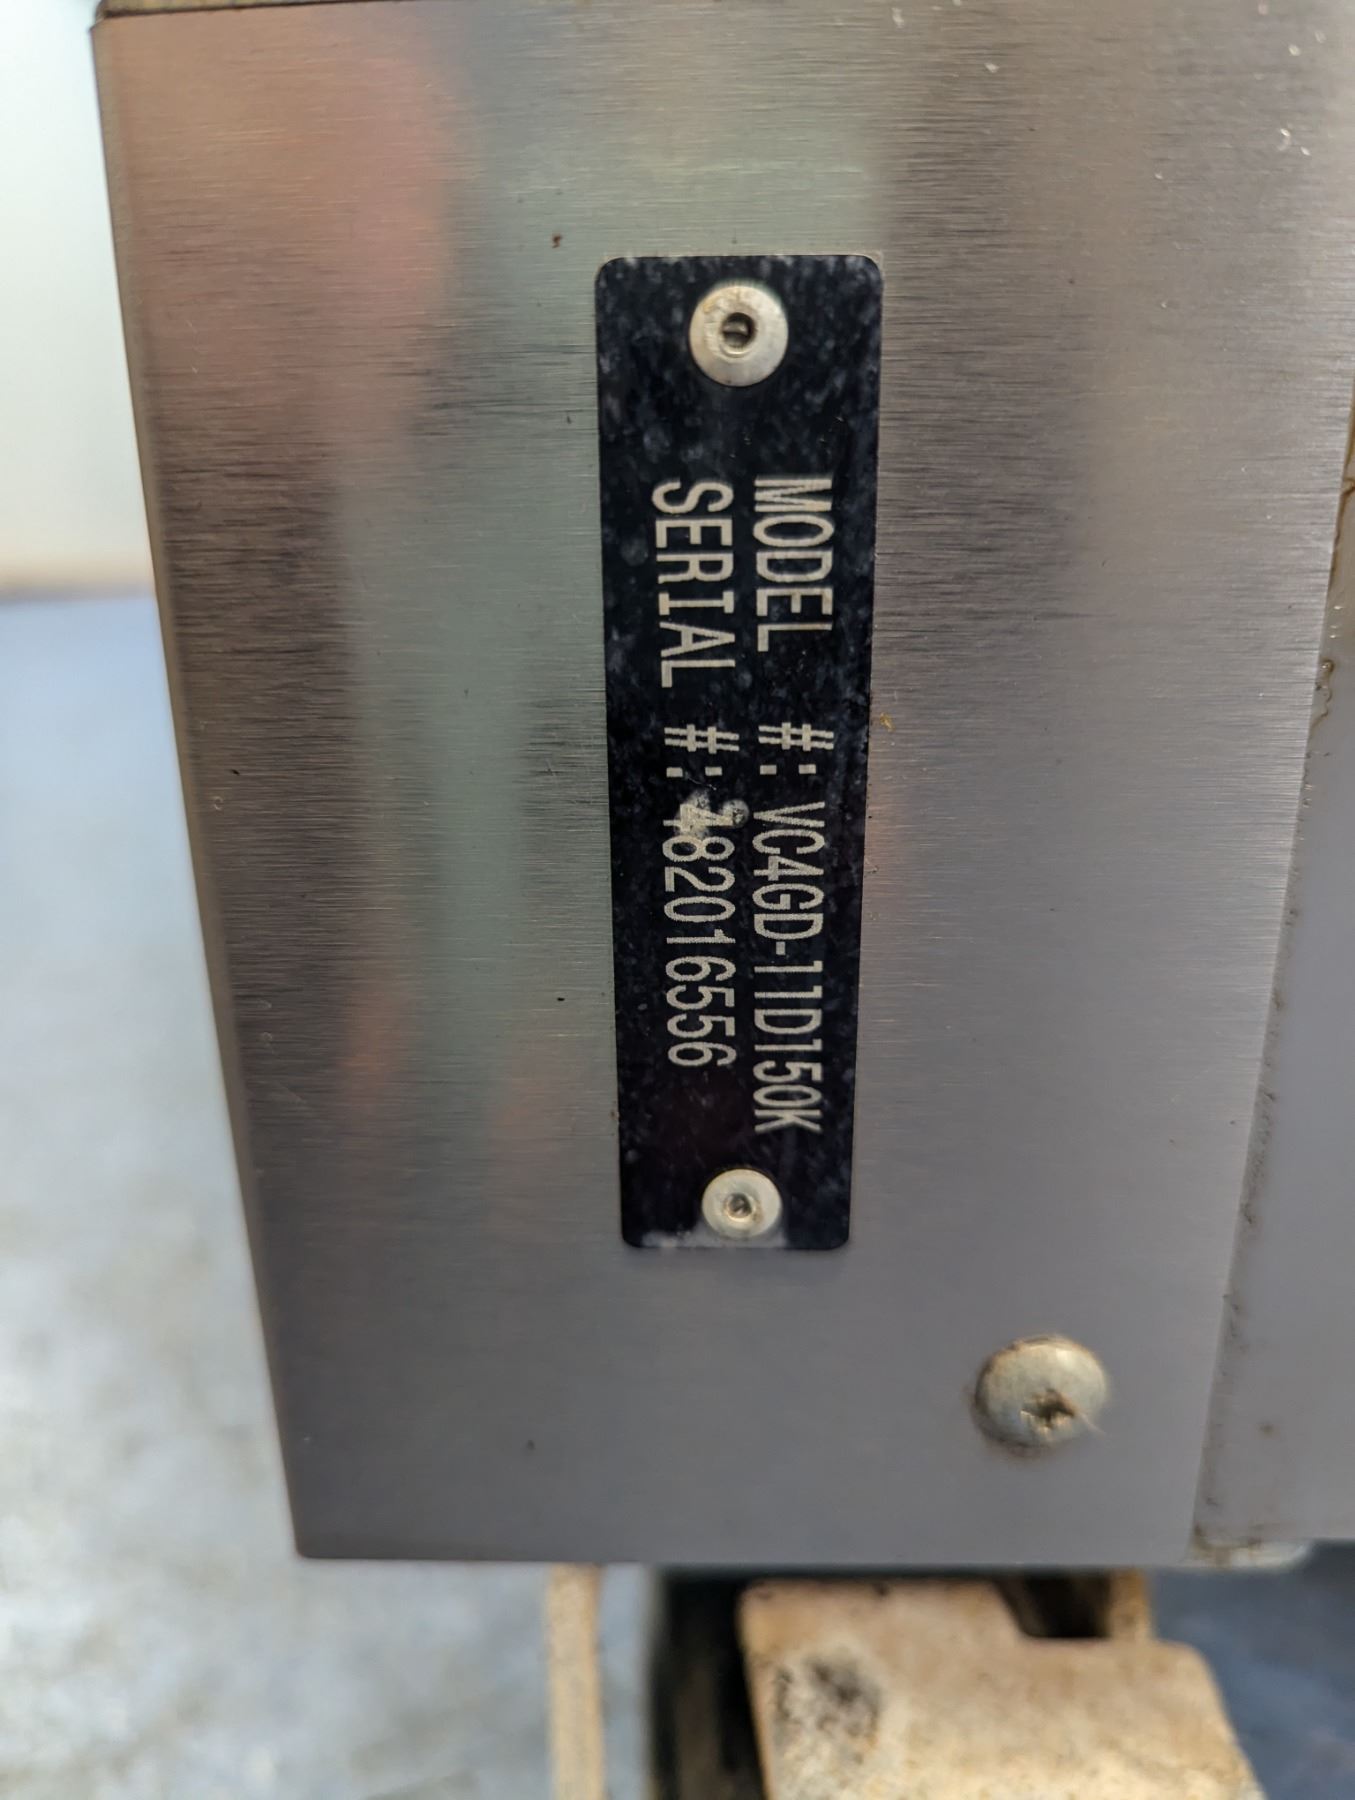 MODEL #: VC4GD-11D150K
SERIAL #: 482016556